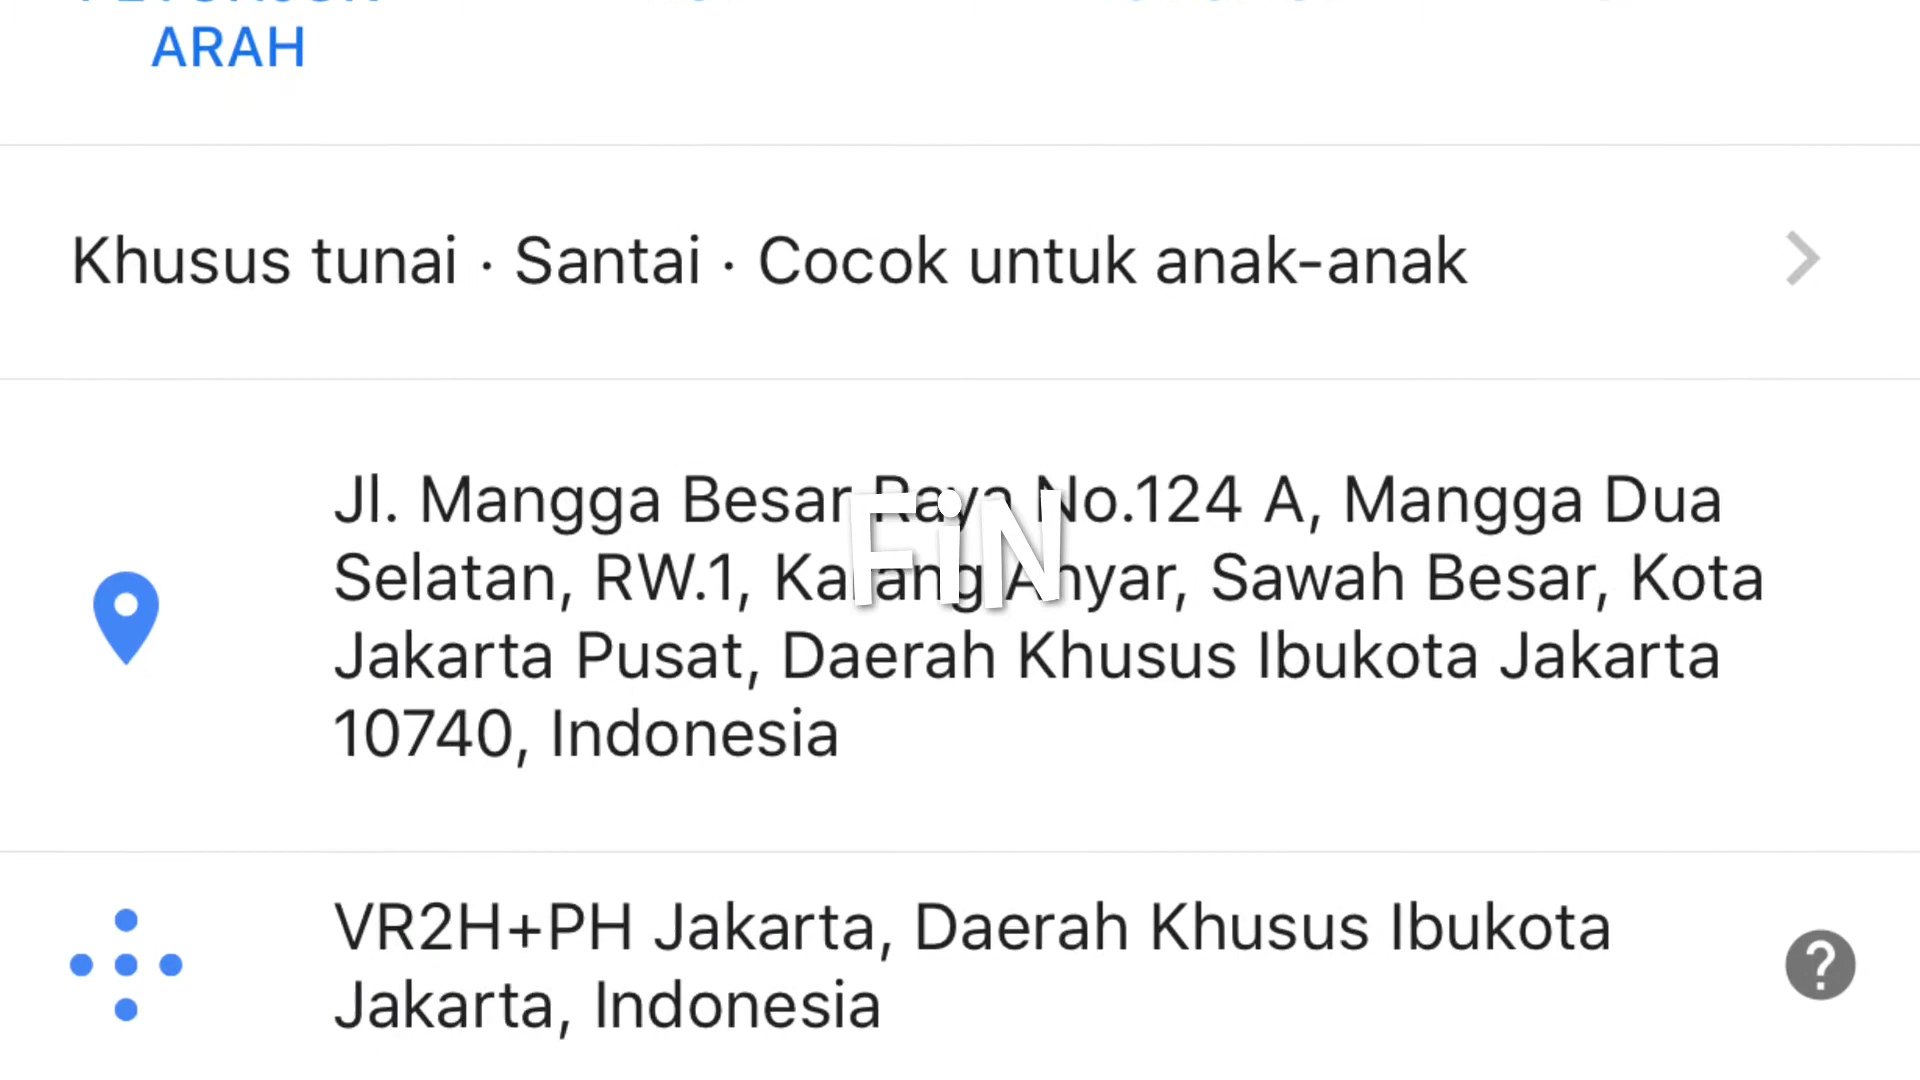 ARAH
Khusus tunai · Santai · Cocok untuk anak-anak
Jl. Mangga Besar Raya No.124 A, Mangga Dua
Selatan, RW.1, Karang Anyar, Sawah Besar, Kota
Jakarta Pusat, Daerah Khusus Ibukota Jakarta
10740, Indonesia
FiN
VR2H+PH Jakarta, Daerah Khusus Ibukota
Jakarta, Indonesia